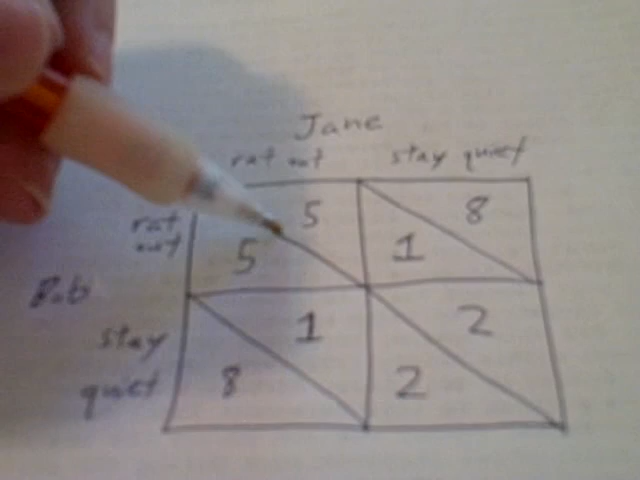 Jane
rat out stay quiet
rat
out
5 8
5 1
Bob
stay
quiet
1 2
8 2